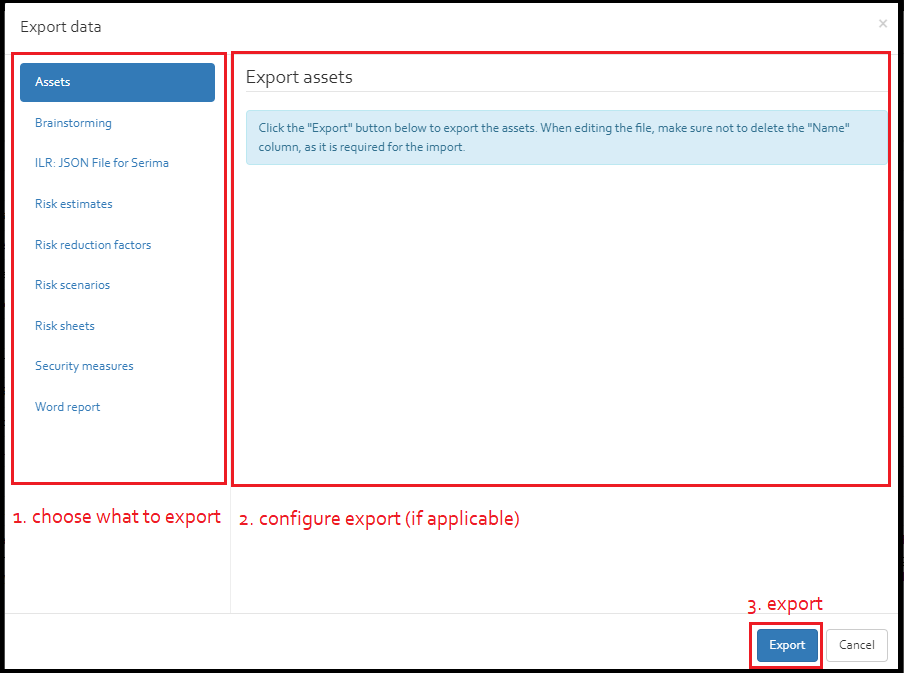 Export data
×
Assets
Brainstorming
ILR: JSON File for Serima
Risk estimates
Risk reduction factors
Risk scenarios
Risk sheets
Security measures
Word report
Export assets
Click the "Export" button below to export the assets. When editing the file, make sure not to delete the "Name"
column, as it is required for the import.
1. choose what to export
2. configure export (if applicable)
3. export
Export
Cancel